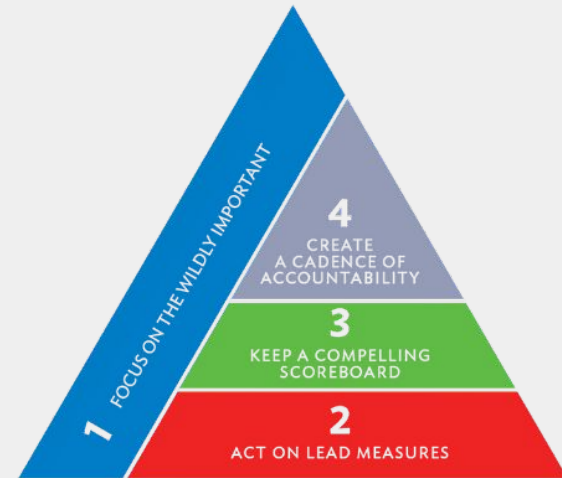 1 FOCUS ON THE WILDLY IMPORTANT
4
CREATE
A CADENCE OF
ACCOUNTABILITY
3
KEEP A COMPELLING
SCOREBOARD
2
ACT ON LEAD MEASURES